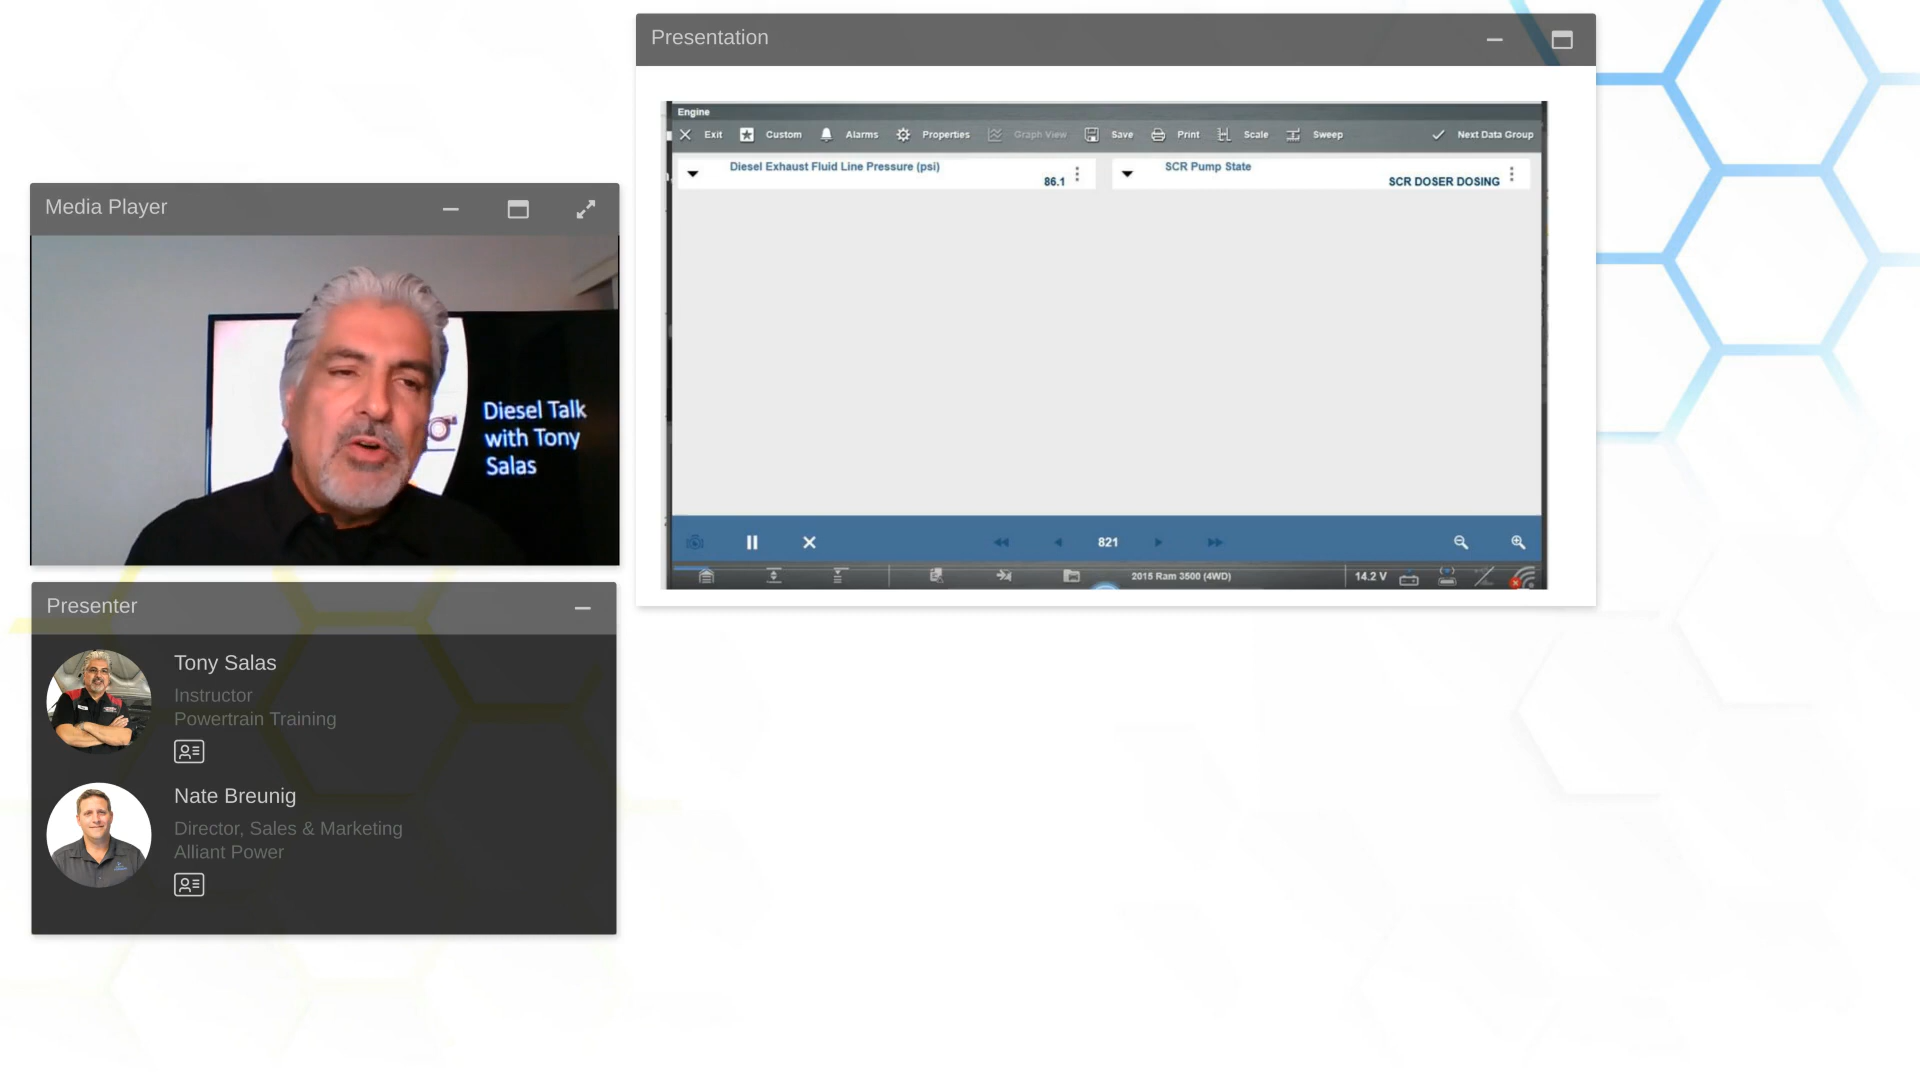 Presentation
Engine
Exit Custom Alarms Properties Graph View Save Print Scale Sweep Next Data Group
Diesel Exhaust Fluid Line Pressure (psi)
86.1
SCR Pump State
SCR DOSER DOSING
821
2015 Ram 3500 (4WD)
14.2 V
Media Player
Diesel Talk
with Tony
Salas
Presenter
Tony Salas
Instructor
Powertrain Training
Nate Breunig
Director, Sales & Marketing
Alliant Power